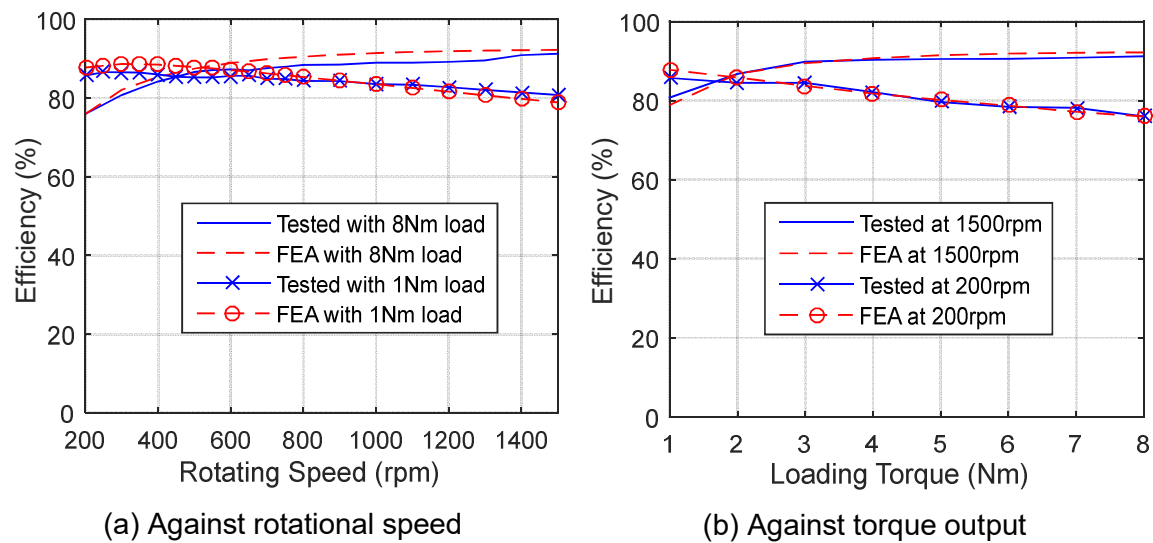 100
80
60
40
20
0
Efficiency (%)
Tested with 8Nm load
FEA with 8Nm load
Tested with 1Nm load
FEA with 1Nm load
200 400 600 800 1000 1200 1400
Rotating Speed (rpm)
(a) Against rotational speed
100
80
60
40
20
0
Efficiency (%)
Tested at 1500rpm
FEA at 1500rpm
Tested at 200rpm
FEA at 200rpm
1 2 3 4 5 6 7 8
Loading Torque (Nm)
(b) Against torque output